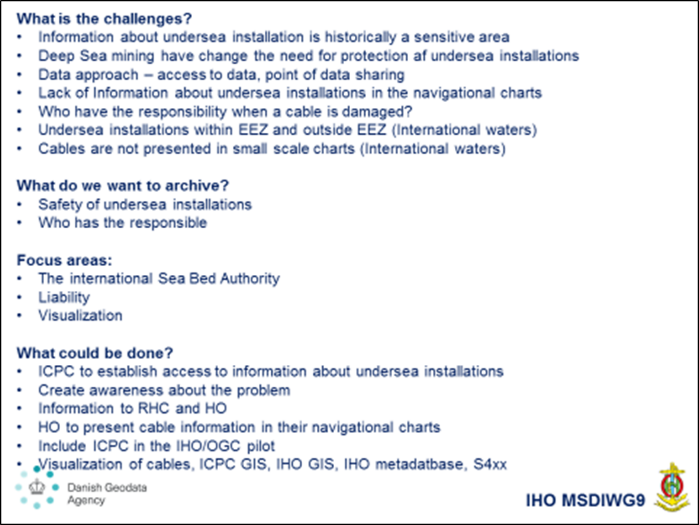 What is the challenges?
• Information about undersea installation is historically a sensitive area
• Deep Sea mining have change the need for protection af undersea installations
• Data approach – access to data, point of data sharing
• Lack of Information about undersea installations in the navigational charts
• Who have the responsibility when a cable is damaged?
• Undersea installations within EEZ and outside EEZ (International waters)
• Cables are not presented in small scale charts (International waters)
What do we want to archive?
• Safety of undersea installations
• Who has the responsible
Focus areas:
• The international Sea Bed Authority
• Liability
• Visualization
What could be done?
• ICPC to establish access to information about undersea installations
• Create awareness about the problem
• Information to RHC and HO
• HO to present cable information in their navigational charts
• Include ICPC in the IHO/OGC pilot
• Visualization of cables, ICPC GIS, IHO GIS, IHO metadatbase, S4xx
Danish Geodata
Agency
IHO MSDIWG9